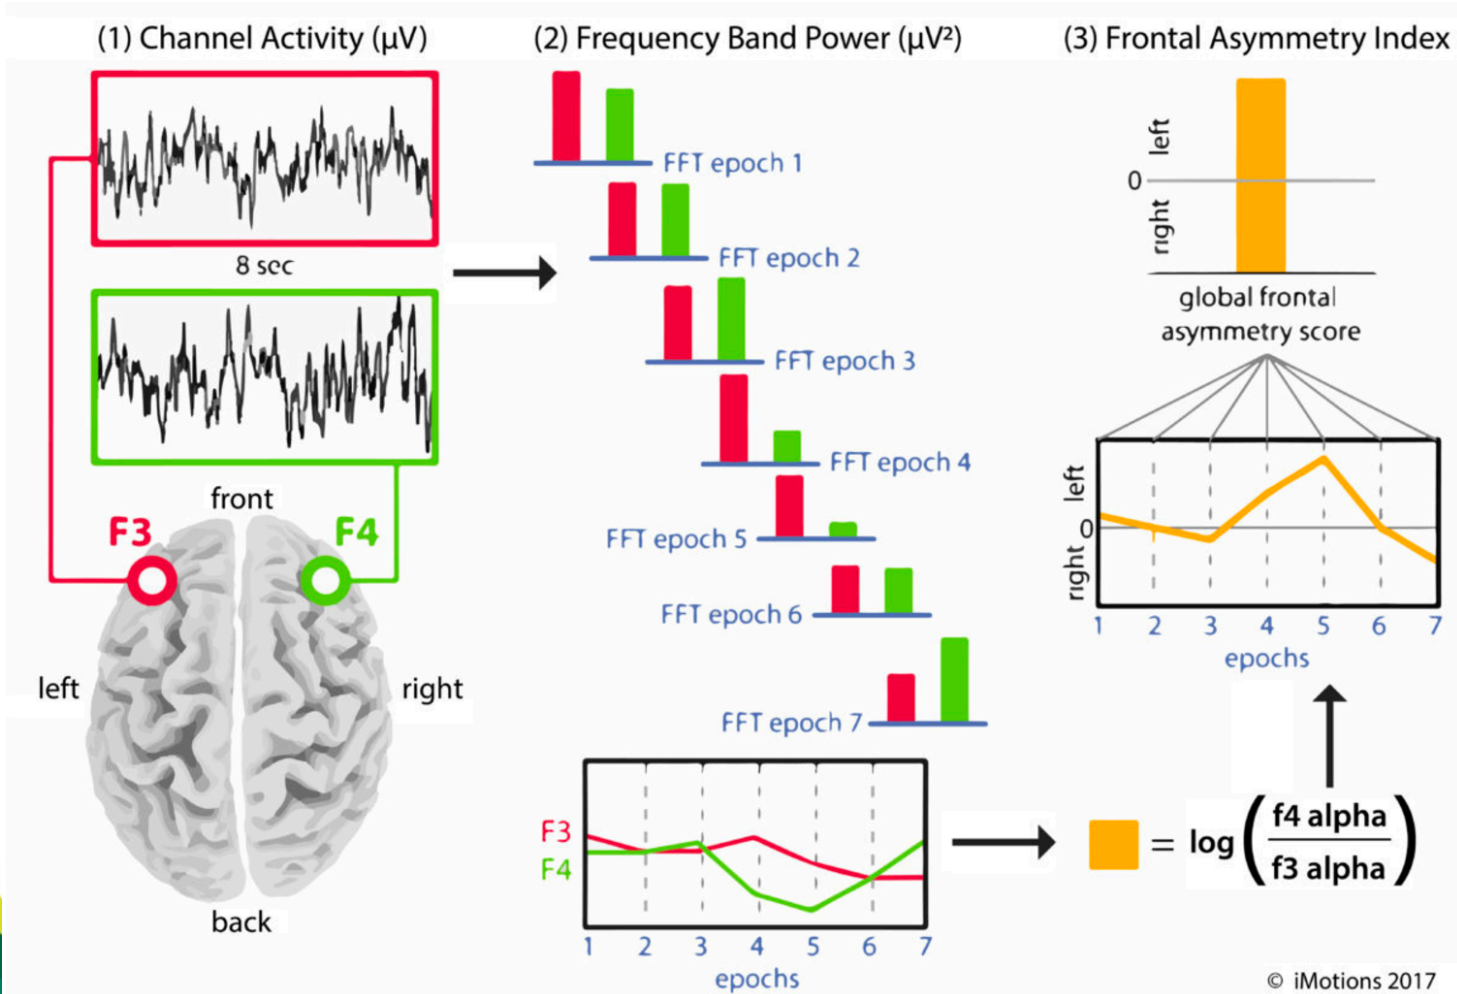 (1) Channel Activity (µV)
8 sec
front
F3
F4
left
right
back
(2) Frequency Band Power (µV²)
FFT epoch 1
FFT epoch 2
FFT epoch 3
FFT epoch 4
FFT epoch 5
FFT epoch 6
FFT epoch 7
F3
F4
1 2 3 4 5 6 7
epochs
(3) Frontal Asymmetry Index
left
0
right
global frontal
asymmetry score
left
0
right
1 2 3 4 5 6 7
epochs
= log (f4 alpha
f3 alpha)
© iMotions 2017